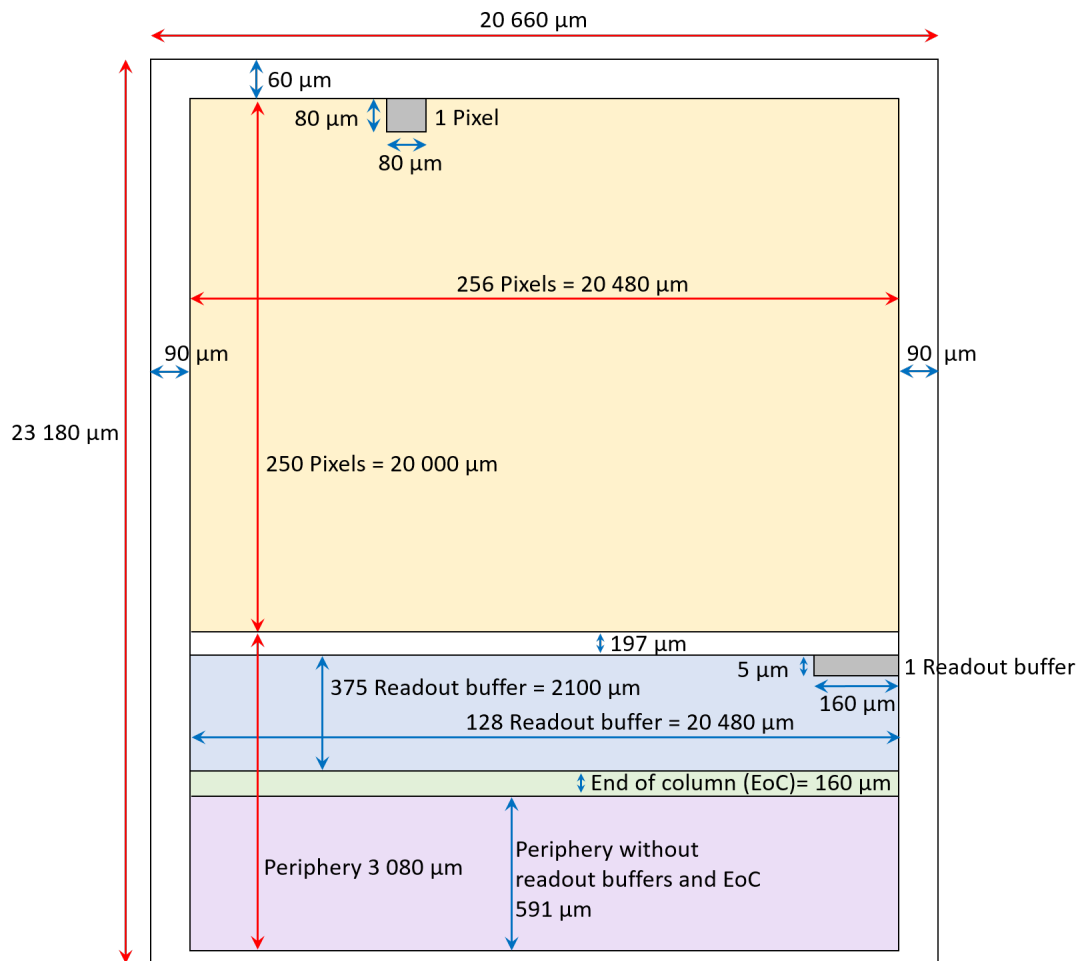 20 660 µm
60 µm
80 µm
1 Pixel
80 µm
256 Pixels = 20 480 µm
90 µm
90 µm
23 180 µm
250 Pixels = 20 000 µm
197 µm
5 µm
1 Readout buffer
375 Readout buffer = 2100 µm
160 µm
128 Readout buffer = 20 480 µm
End of column (EoC)= 160 µm
Periphery 3 080 µm
Periphery without
readout buffers and EoC
591 µm